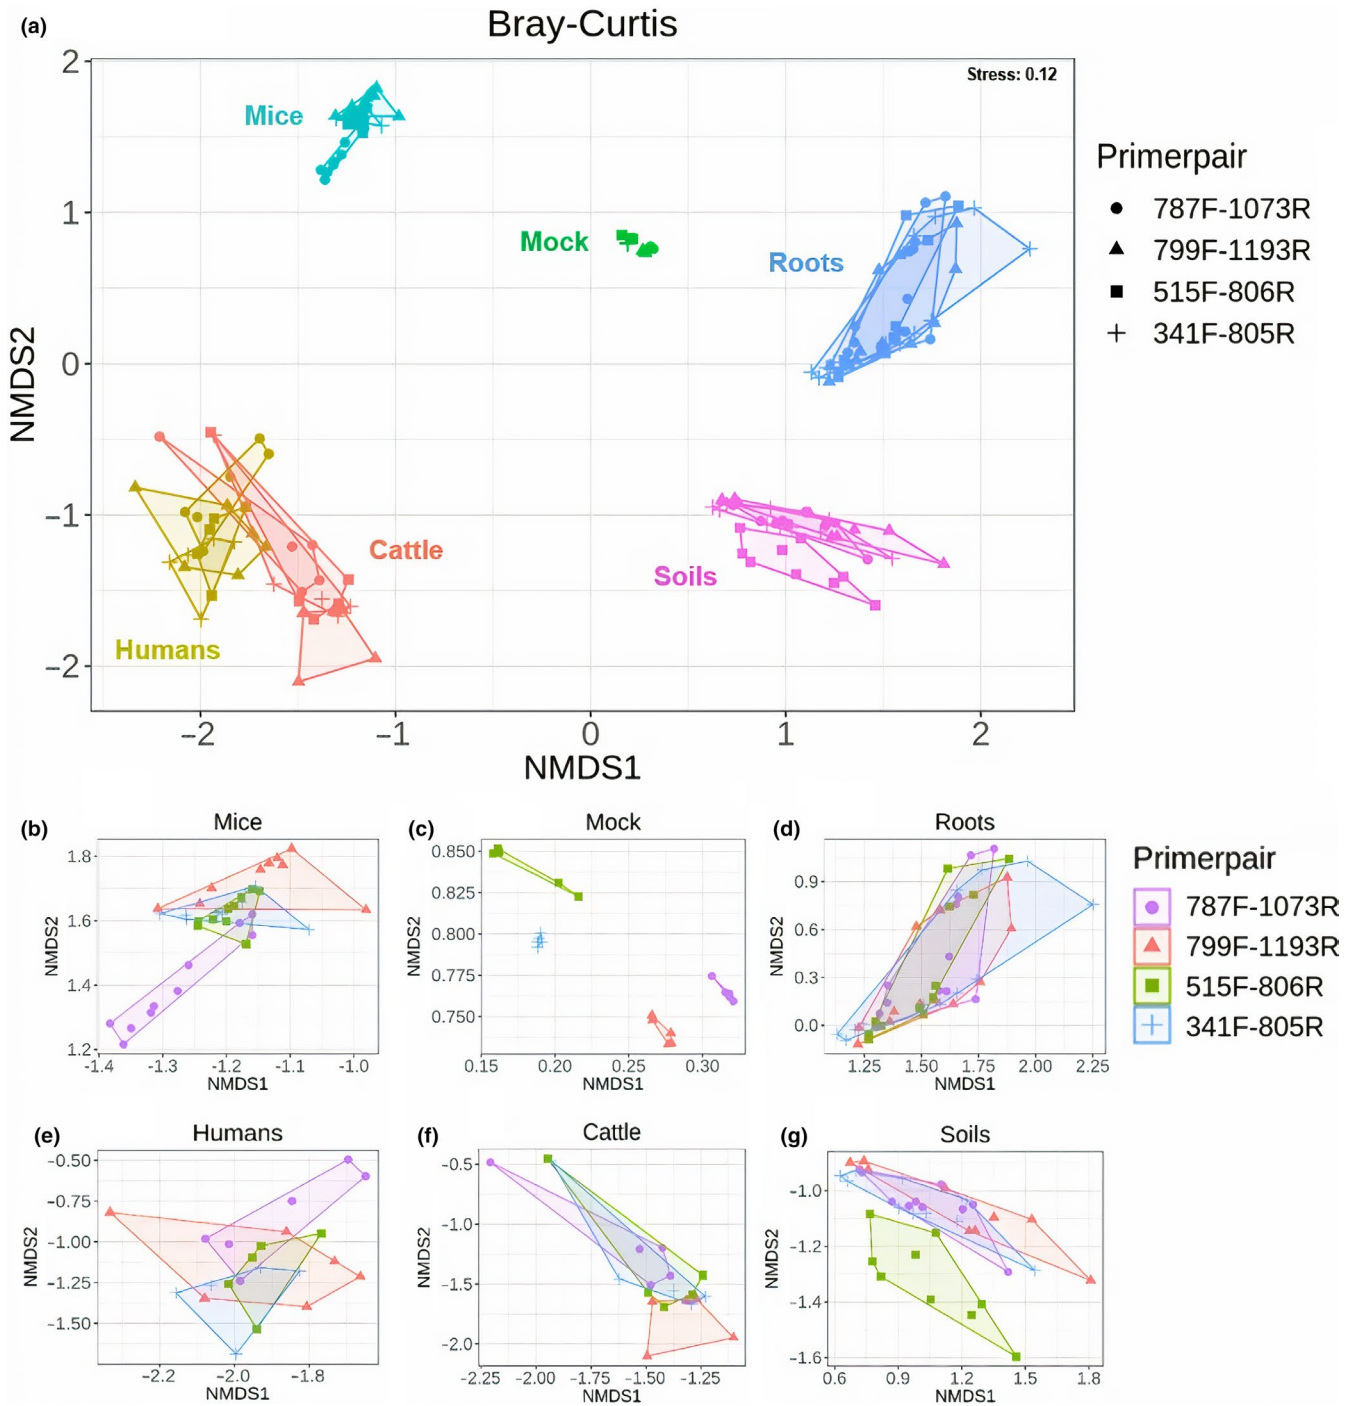 (a)
Bray-Curtis
Stress: 0.12
2
1
0
−1
−2
NMDS2
Mice
Mock
Roots
Cattle
Humans
Soils
−2 −1 0 1 2
NMDS1
Primerpair
787F-1073R
799F-1193R
515F-806R
341F-805R
(b) Mice
1.8
1.6
1.4
1.2
NMDS2
-1.4 -1.3 -1.2 -1.1 -1.0
NMDS1
(c) Mock
0.850
0.825
0.800
0.775
0.750
NMDS2
0.15 0.20 0.25 0.30
NMDS1
(d) Roots
0.9
0.6
0.3
0.0
NMDS2
1.25 1.50 1.75 2.00 2.25
NMDS1
Primerpair
787F-1073R
799F-1193R
515F-806R
341F-805R
(e) Humans
−0.50
−0.75
−1.00
−1.25
−1.50
NMDS2
−2.2 −2.0 −1.8
NMDS1
(f) Cattle
−0.5
−1.0
−1.5
−2.0
NMDS2
−2.25 −2.00 −1.75 −1.50 −1.25
NMDS1
(g) Soils
−1.0
−1.2
−1.4
−1.6
NMDS2
0.6 0.9 1.2 1.5 1.8
NMDS1